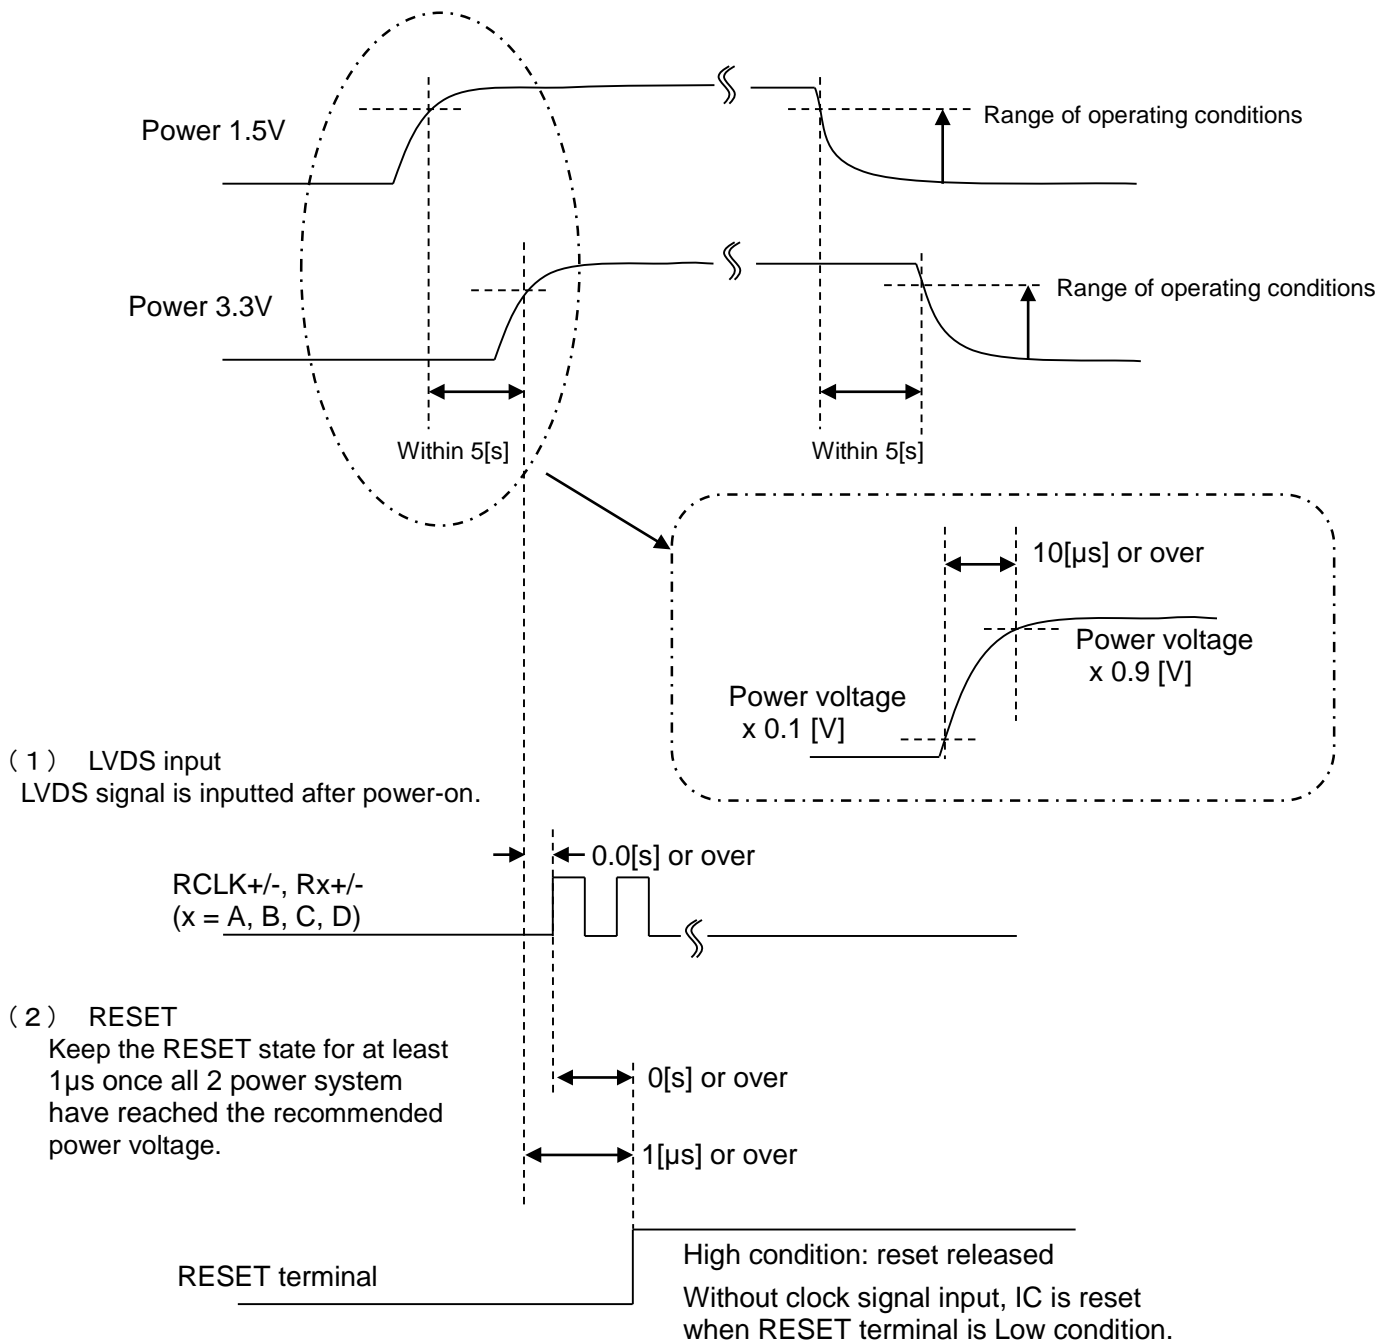 Power 1.5V
Range of operating conditions
Power 3.3V
Range of operating conditions
Within 5[s]
Within 5[s]
10[µs] or over
Power voltage
x 0.9 [V]
Power voltage
x 0.1 [V]
（１） LVDS input
LVDS signal is inputted after power-on.
0.0[s] or over
RCLK+/-, Rx+/-
(x = A, B, C, D)
（２） RESET
Keep the RESET state for at least
1µs once all 2 power system
have reached the recommended
power voltage.
0[s] or over
1[µs] or over
RESET terminal
High condition: reset released
Without clock signal input, IC is reset
when RESET terminal is Low condition.